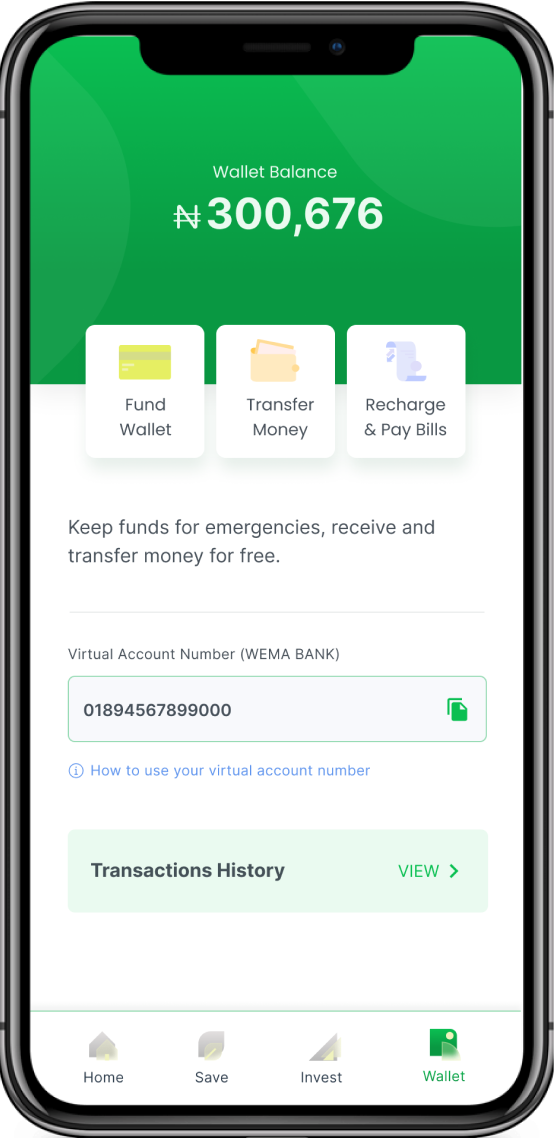 Wallet Balance
₦300,676
Fund
Wallet
Transfer
Money
Recharge
& Pay Bills
Keep funds for emergencies, receive and
transfer money for free.
Virtual Account Number (WEMA BANK)
01894567899000
How to use your virtual account number
Transactions History
VIEW
Home
Save
Invest
Wallet